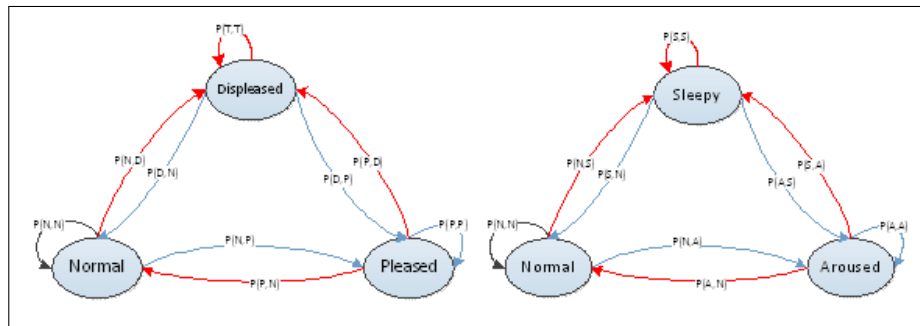 P(T,T)
Displeased
P(N,D)
P(D,N)
P(P,D)
P(D,P)
P(N,N)
P(P,P)
Normal
P(N,P)
Pleased
P(P,N)
P(S,S)
Sleepy
P(N,S)
P(S,N)
P(S,A)
P(A,S)
P(N,N)
P(A,A)
Normal
P(N,A)
Aroused
P(A,N)